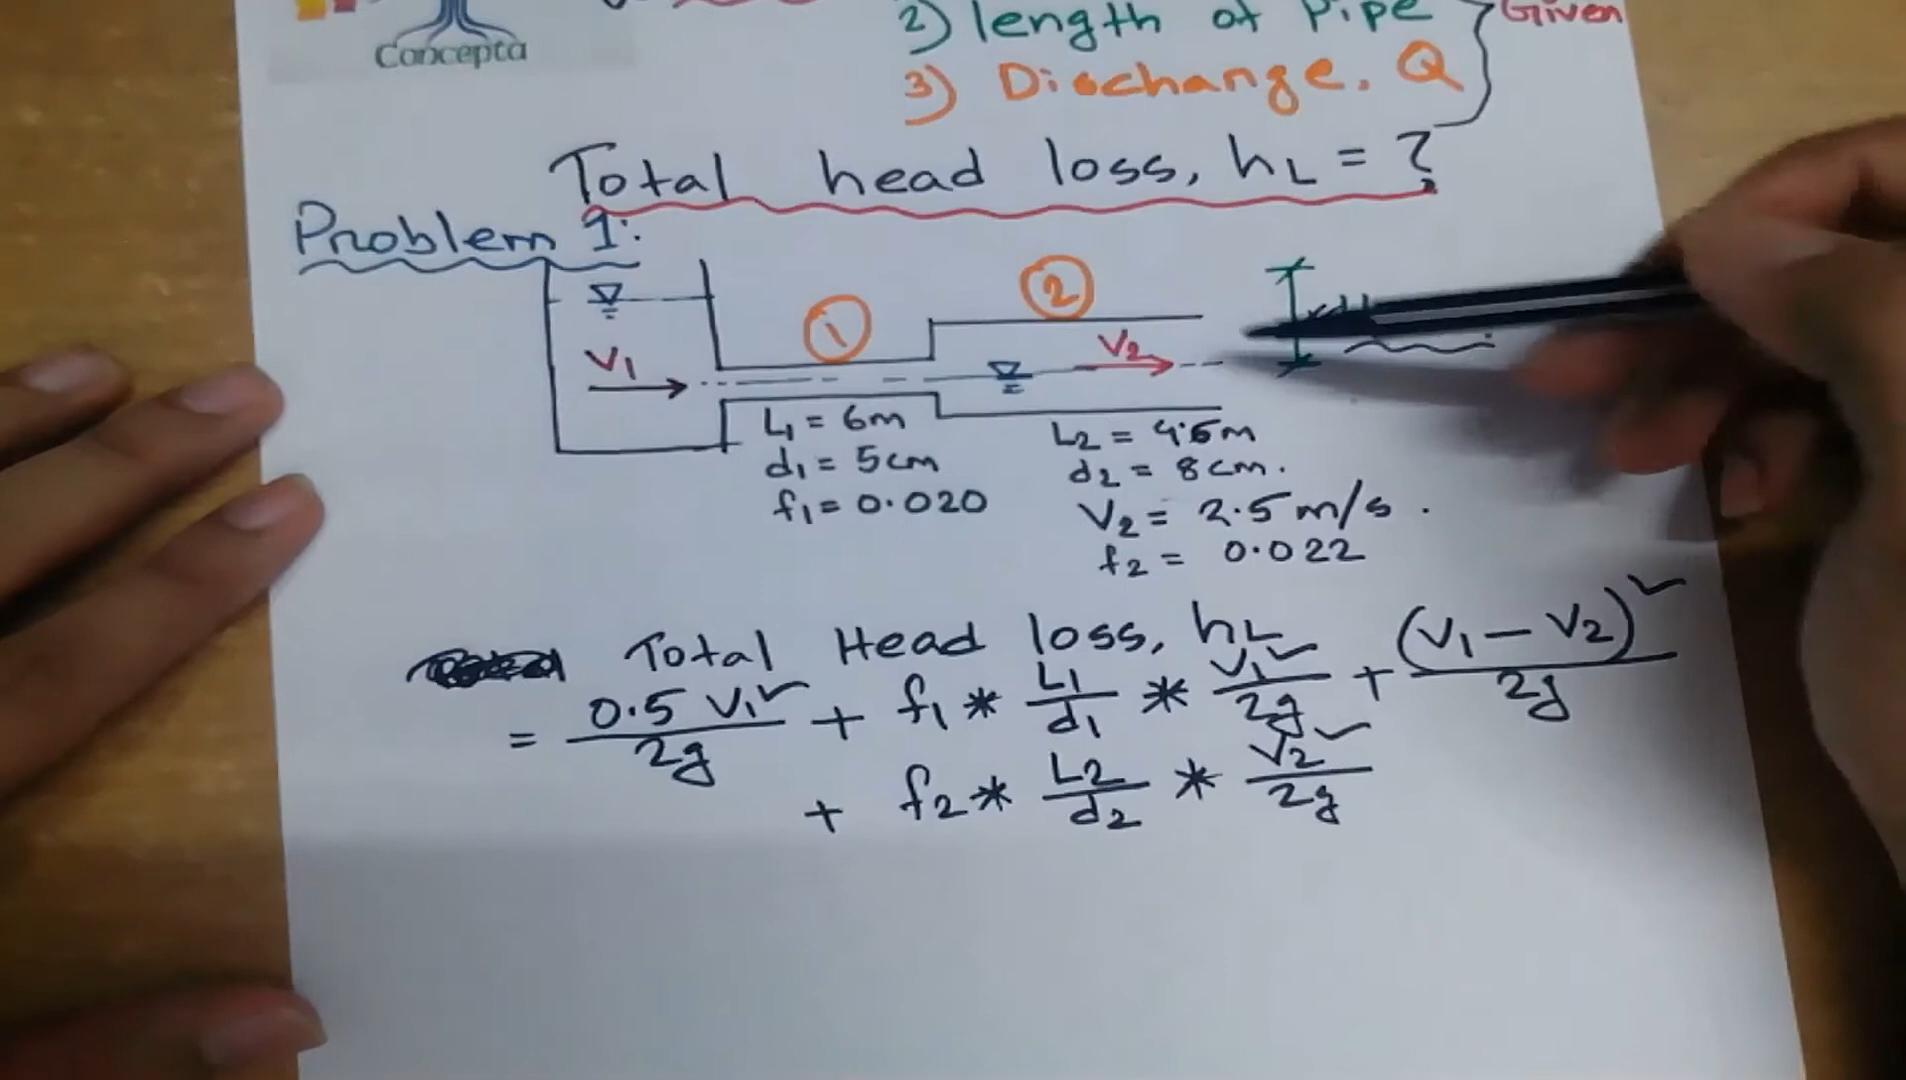 Concepta
2) length of Pipe
Given
3) Discharge, Q
Total head loss, hL = ?
Problem 1:
1
2
V1
V2
L1 = 6m
d1 = 5cm
f1 = 0.020
L2 = 4.5m
d2 = 8cm.
V2 = 2.5 m/s.
f2 = 0.022
Total Head loss, hL
= 0.5 V1² / 2g + f1 * L1 / d1 * V1² / 2g + (V1 - V2)² / 2g
+ f2 * L2 / d2 * V2² / 2g